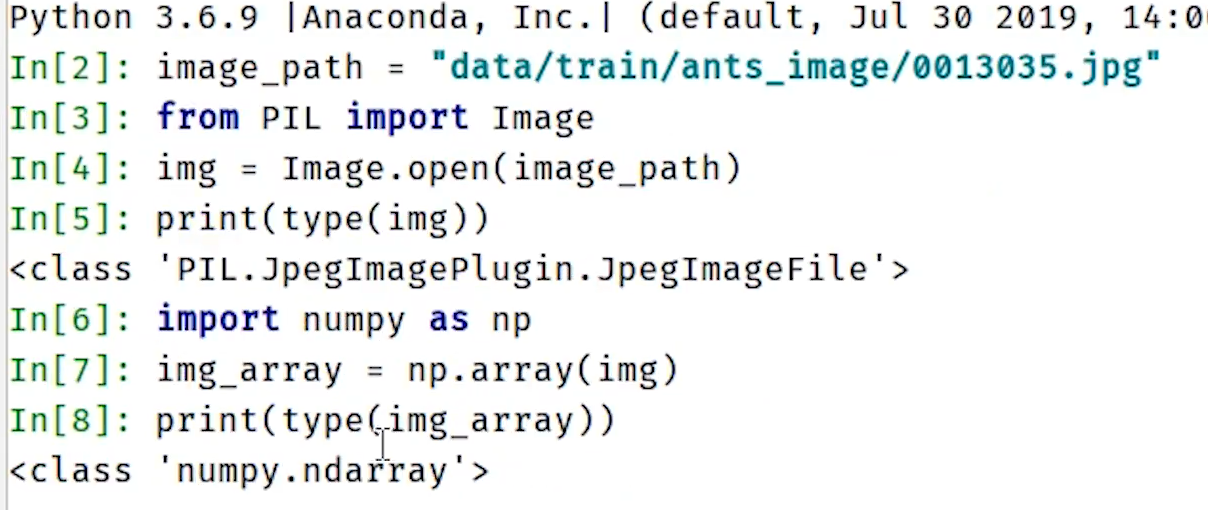 Python 3.6.9 |Anaconda, Inc.| (default, Jul 30 2019, 14:0
In[2]: image_path = "data/train/ants_image/0013035.jpg"
In[3]: from PIL import Image
In[4]: img = Image.open(image_path)
In[5]: print(type(img))
<class 'PIL.JpegImagePlugin.JpegImageFile'>
In[6]: import numpy as np
In[7]: img_array = np.array(img)
In[8]: print(type(img_array))
<class 'numpy.ndarray'>